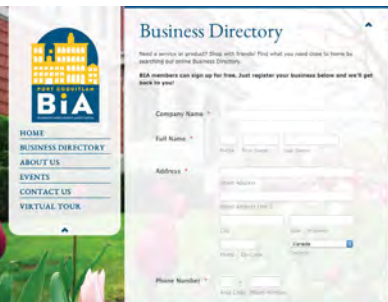 PORT COQUITLAM
BiA
HOME
BUSINESS DIRECTORY
ABOUT US
EVENTS
CONTACT US
VIRTUAL TOUR
Business Directory
Need a service or product? Shop with friends! Find what you need close to home by
searching our online Business Directory.
BIA members can sign up for free. Just register your business below and we'll get
back to you!
Company Name *
Full Name *
Prefix First Name Last Name
Address *
Street Address
Street Address Line 2
City State / Province
Postal / Zip Code Canada
Country
Phone Number *
Area Code Phone Number